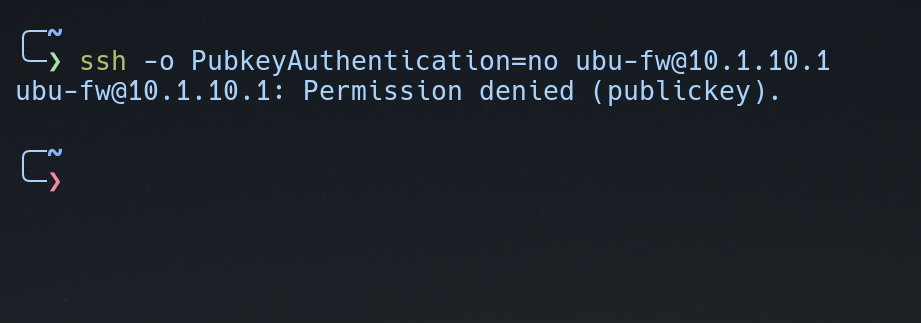 ~
❯ ssh -o PubkeyAuthentication=no ubu-fw@10.1.10.1
ubu-fw@10.1.10.1: Permission denied (publickey).
~
❯